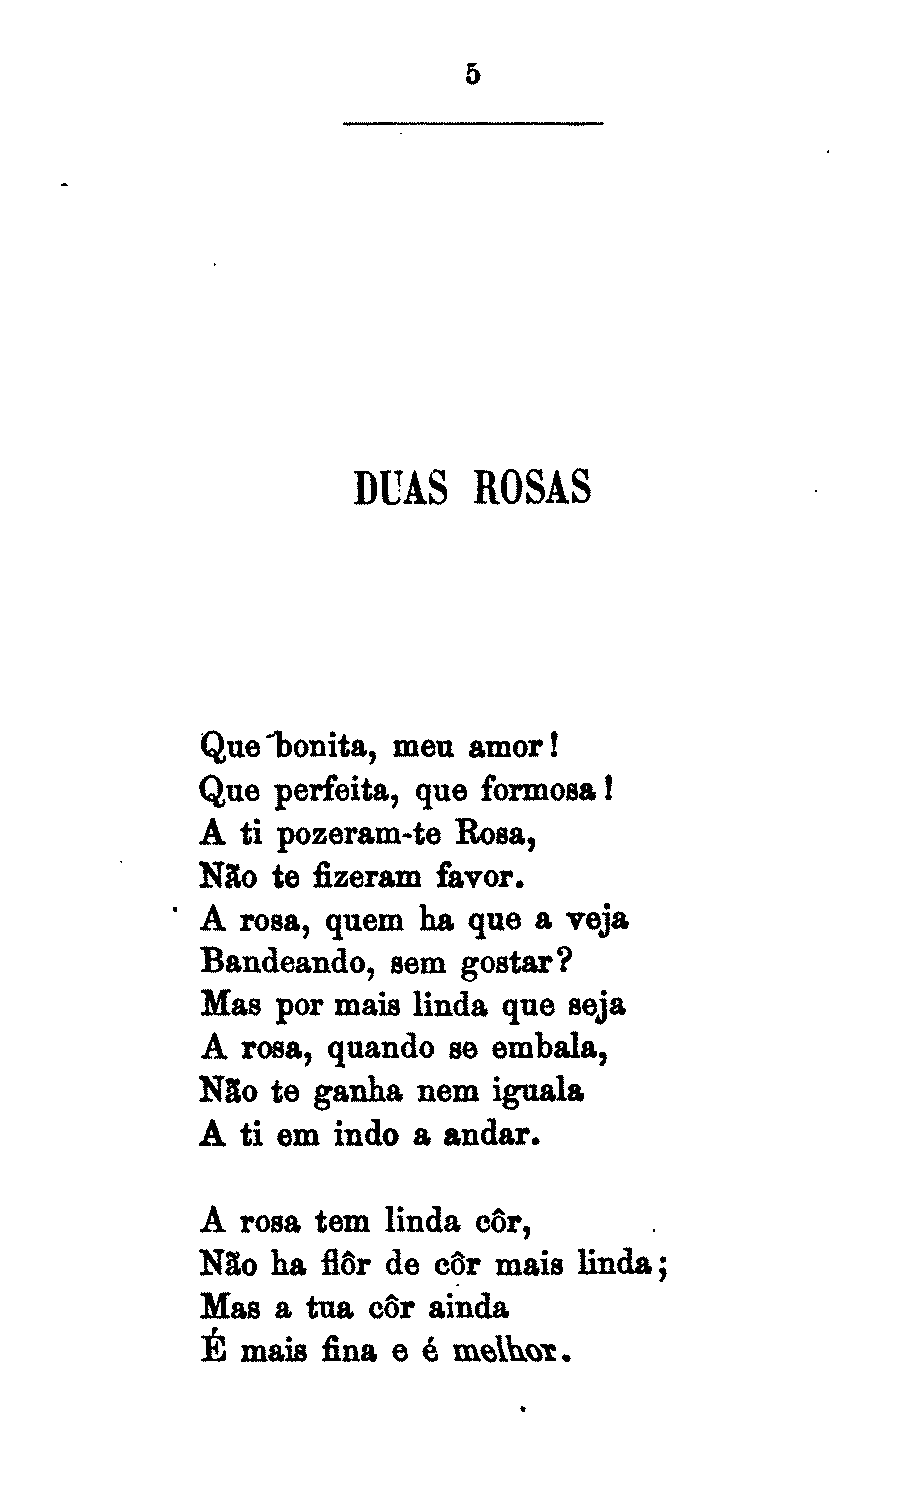 5
DUAS ROSAS
Que bonita, meu amor!
Que perfeita, que formosa!
A ti pozeram-te Rosa,
Não te fizeram favor.
A rosa, quem ha que a veja
Bandeando, sem gostar?
Mas por mais linda que seja
A rosa, quando se embala,
Não te ganha nem iguala
A ti em indo a andar.
A rosa tem linda côr,
Não ha flôr de côr mais linda;
Mas a tua côr ainda
É mais fina e é melhor.